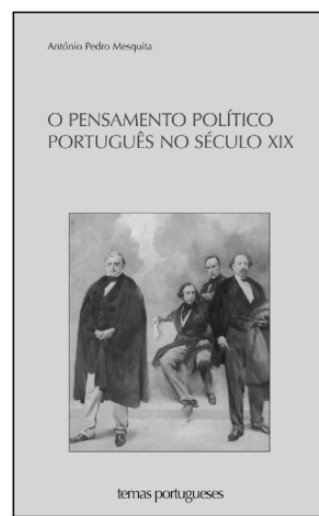 António Pedro Mesquita
O PENSAMENTO POLÍTICO
PORTUGUÊS NO SÉCULO XIX
temas portugueses